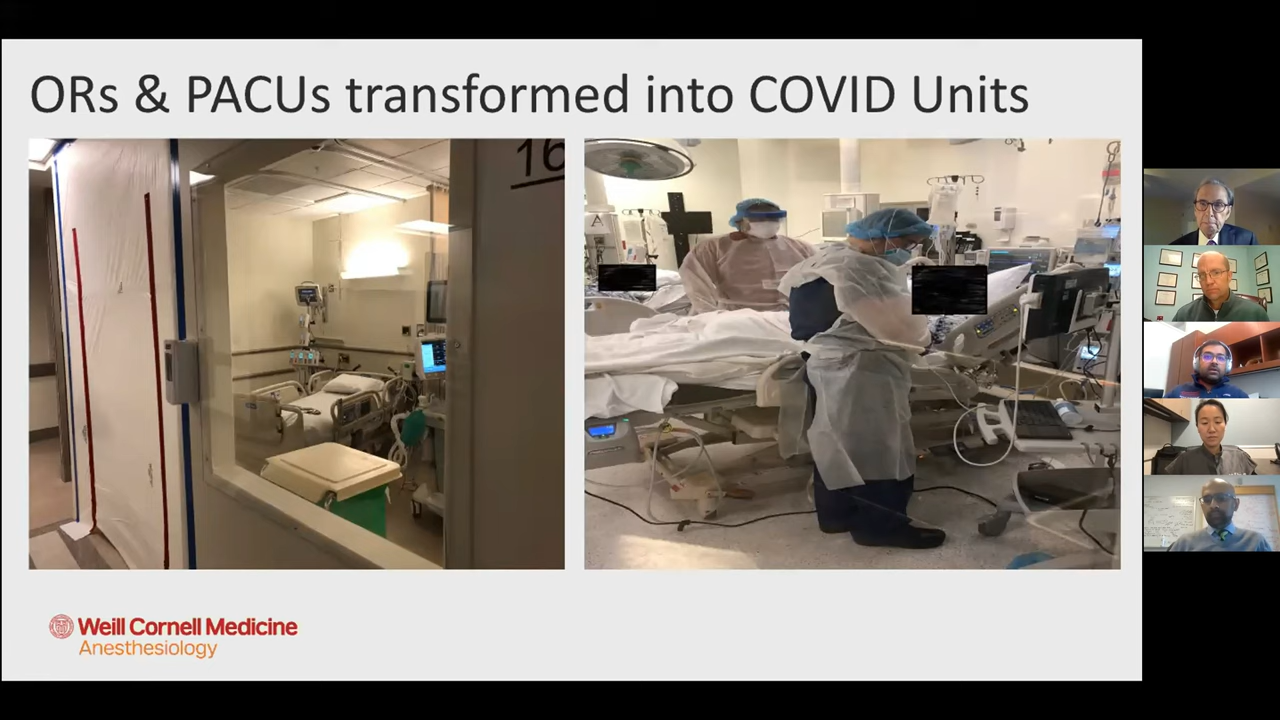 ORs & PACUs transformed into COVID Units
16
A
Weill Cornell Medicine
Anesthesiology